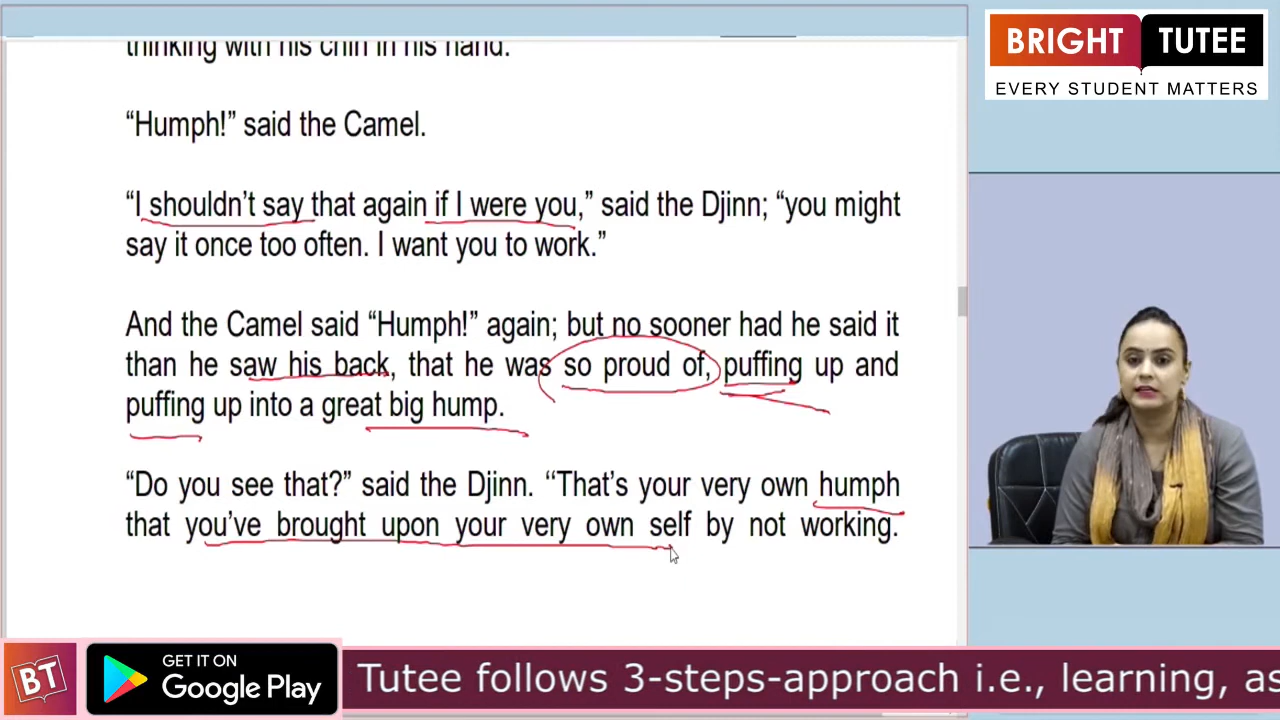 thinking with his chin in his hand.
“Humph!” said the Camel.
“I shouldn’t say that again if I were you,” said the Djinn; “you might
say it once too often. I want you to work.”
And the Camel said “Humph!” again; but no sooner had he said it
than he saw his back, that he was so proud of, puffing up and
puffing up into a great big hump.
“Do you see that?” said the Djinn. ‘‘That’s your very own humph
that you’ve brought upon your very own self by not working.
BRIGHT TUTEE
EVERY STUDENT MATTERS
BT
GET IT ON
Google Play
Tutee follows 3-steps-approach i.e., learning, as